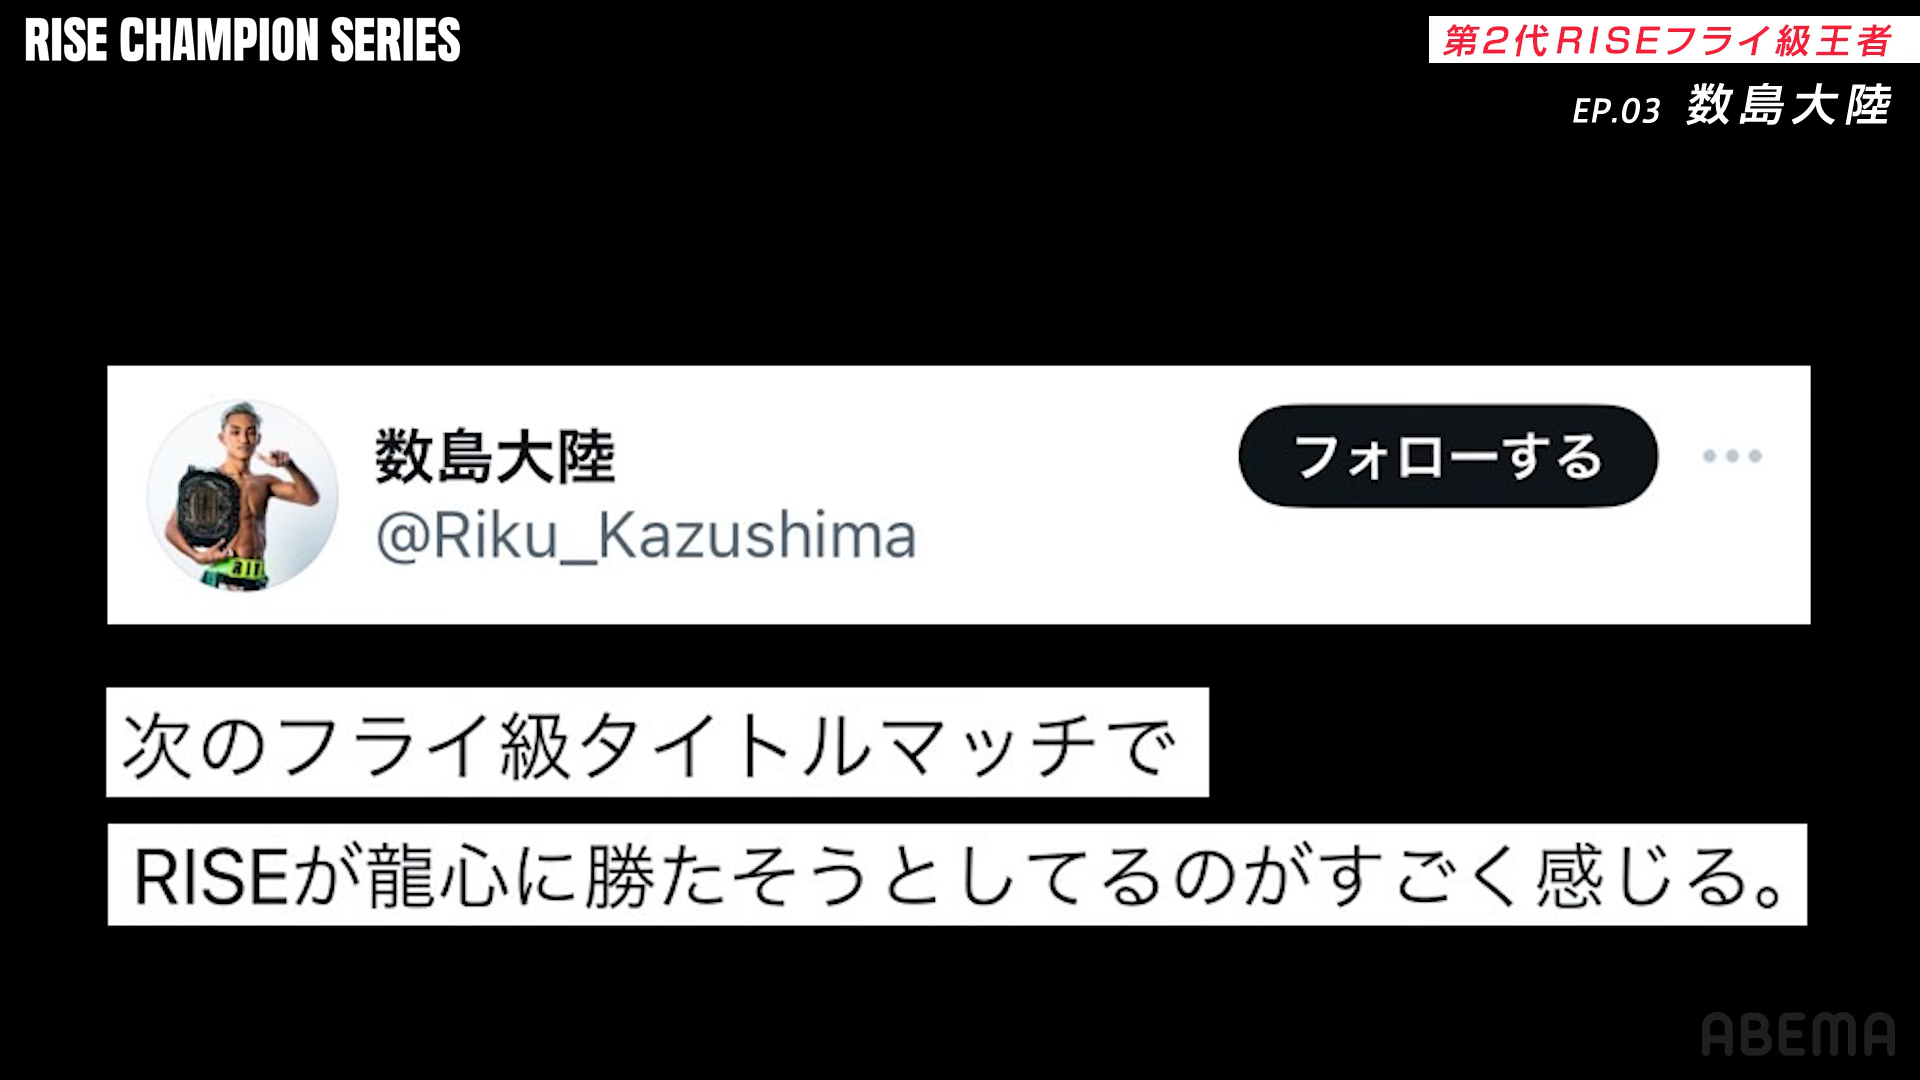 RISE CHAMPION SERIES
第2代RISEフライ級王者
EP.03 数島大陸
数島大陸
フォローする
@Riku_Kazushima
次のフライ級タイトルマッチで
RISEが龍心に勝たそうとしてるのがすごく感じる。
ABEMA